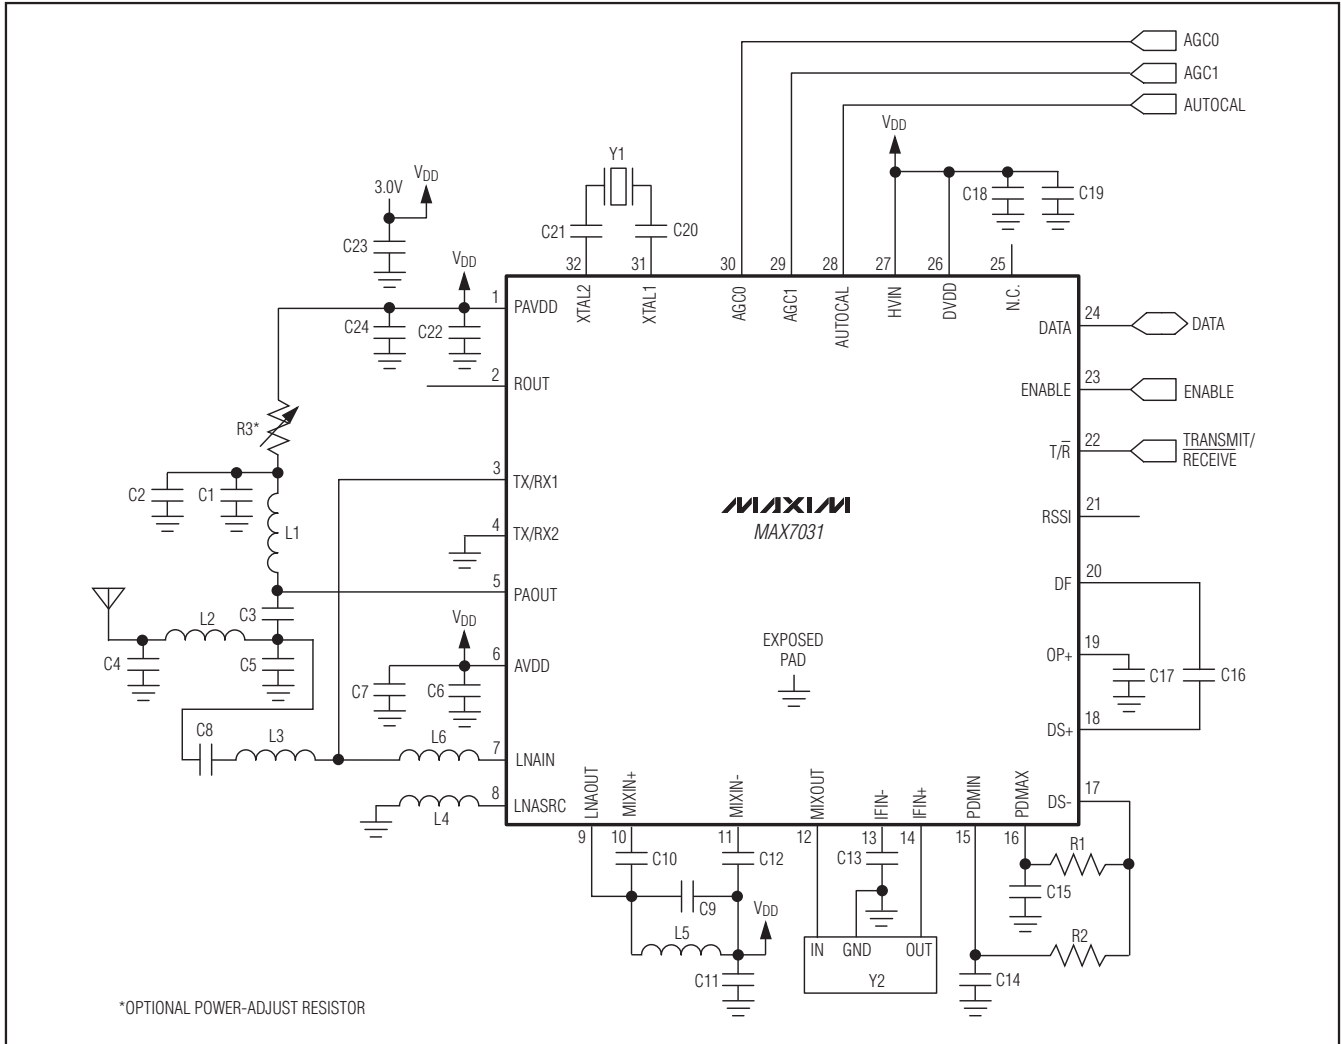 AGC0
AGC1
AUTOCAL
VDD
Y1
3.0V
VDD
C18
C19
C21
C20
C23
VDD
32
31
30
29
28
27
26
25
1
PAVDD
XTAL2
XTAL1
AGC0
AGC1
AUTOCAL
HVIN
DVDD
N.C.
C24
C22
24
DATA
DATA
2
ROUT
23
ENABLE
ENABLE
R3*
22
T/R̅
TRANSMIT/
R̅E̅C̅E̅I̅V̅E̅
3
TX/RX1
C2
C1
MAXIM
MAX7031
21
RSSI
L1
4
TX/RX2
5
PAOUT
20
DF
C3
L2
VDD
EXPOSED
PAD
19
OP+
C4
C5
6
AVDD
C17
C16
C7
C6
18
DS+
C8
L3
L6
7
LNAIN
LNAOUT
MIXIN+
MIXIN-
MIXOUT
IFIN-
IFIN+
PDMIN
PDMAX
17
DS-
8
LNASRC
L4
9
10
11
12
13
14
15
16
R1
C10
C12
C13
C15
C9
VDD
L5
R2
IN
GND
OUT
Y2
C11
C14
*OPTIONAL POWER-ADJUST RESISTOR